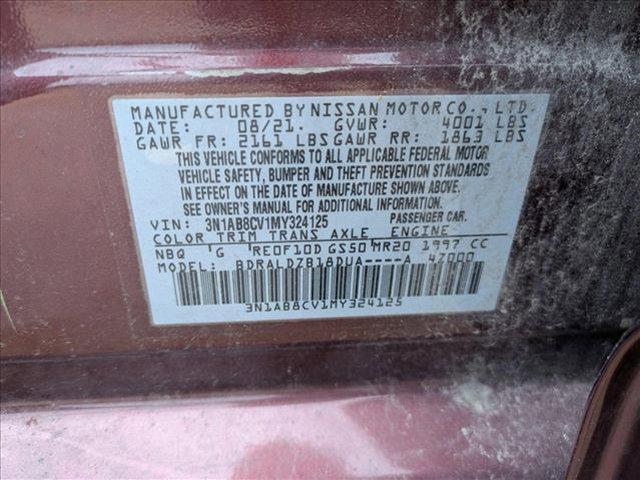 MANUFACTURED BY NISSAN MOTOR CO., LTD.
DATE: 08/21. GVWR: 4001 LBS
GAWR FR: 2161 LBS GAWR RR: 1863 LBS
THIS VEHICLE CONFORMS TO ALL APPLICABLE FEDERAL MOTOR
VEHICLE SAFETY, BUMPER AND THEFT PREVENTION STANDARDS
IN EFFECT ON THE DATE OF MANUFACTURE SHOWN ABOVE.
SEE OWNER'S MANUAL FOR ADDITIONAL INFORMATION.
VIN: 3N1AB8CV1MY324125 PASSENGER CAR.
COLOR TRIM TRANS AXLE ENGINE
NBQ G RE0F10D GS50 MR20 1997 CC
MODEL: BDRALDZB18DUA----A 47000
3N1AB8CV1MY324125